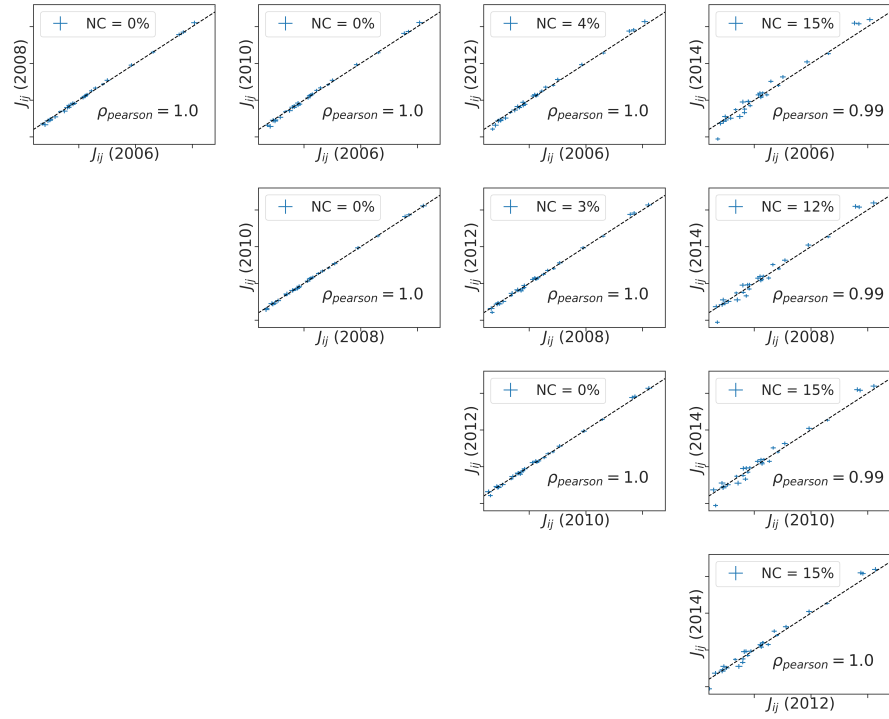 NC = 0%
J_ij (2008)
ρ_pearson = 1.0
J_ij (2006)
NC = 0%
J_ij (2010)
ρ_pearson = 1.0
J_ij (2006)
NC = 4%
J_ij (2012)
ρ_pearson = 1.0
J_ij (2006)
NC = 15%
J_ij (2014)
ρ_pearson = 0.99
J_ij (2006)
NC = 0%
J_ij (2010)
ρ_pearson = 1.0
J_ij (2008)
NC = 3%
J_ij (2012)
ρ_pearson = 1.0
J_ij (2008)
NC = 12%
J_ij (2014)
ρ_pearson = 0.99
J_ij (2008)
NC = 0%
J_ij (2012)
ρ_pearson = 1.0
J_ij (2010)
NC = 15%
J_ij (2014)
ρ_pearson = 0.99
J_ij (2010)
NC = 15%
J_ij (2014)
ρ_pearson = 1.0
J_ij (2012)